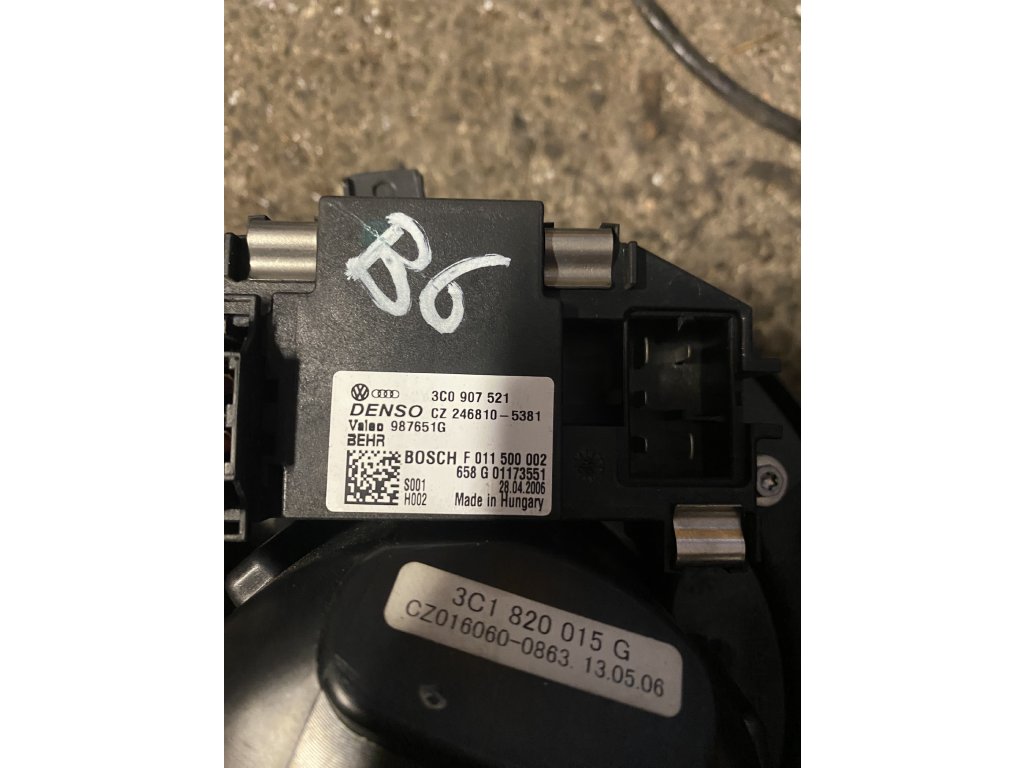 B6
3C0 907 521
DENSO CZ 246810-5381
Valeo 987651G
BEHR
BOSCH F 011 500 002
658 G 01173551
S001 28.04.2006
H002 Made in Hungary
3C1 820 015 G
CZ016060-0863. 13.05.06